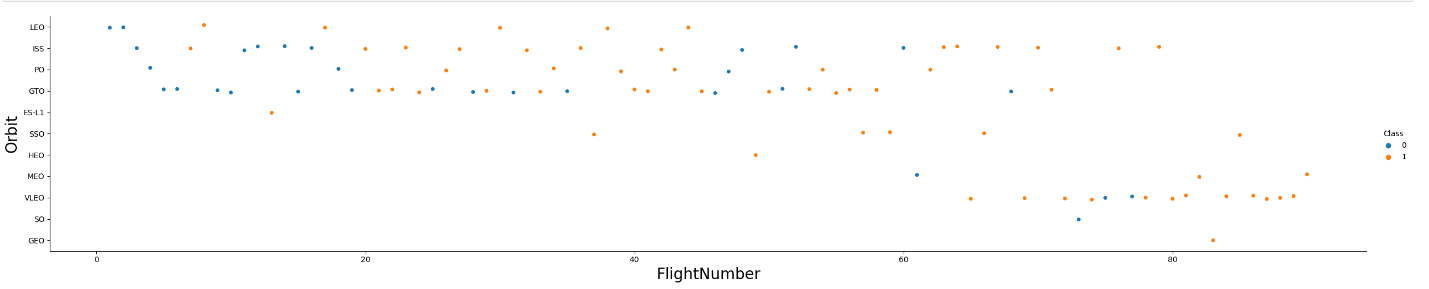 LEO
ISS
PO
GTO
ES-L1
SSO
HEO
MEO
VLEO
SO
GEO
Orbit
0
20
40
60
80
FlightNumber
Class
0
1